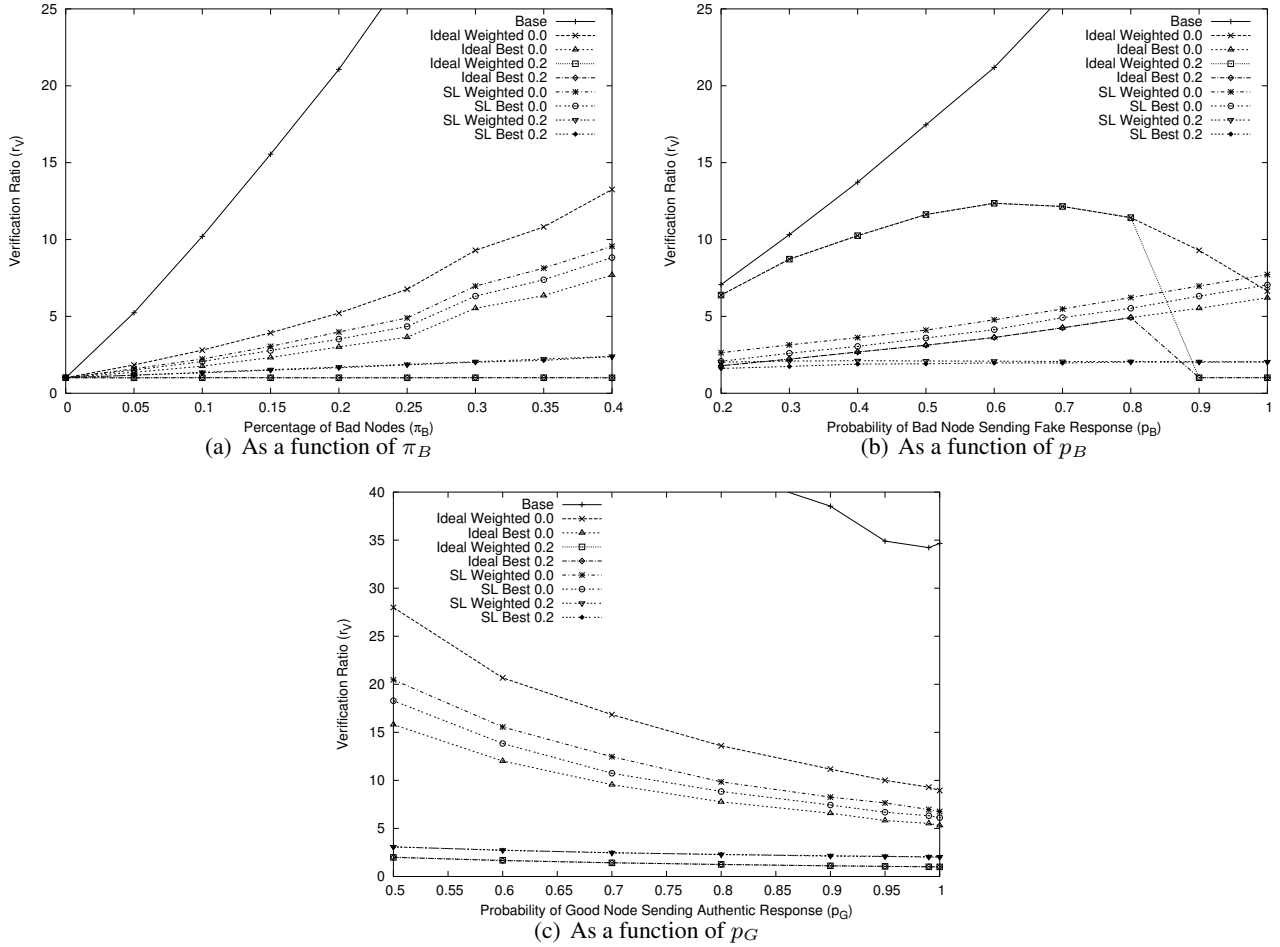 25
20
15
10
5
0
Verification Ratio (r_V)
Base
Ideal Weighted 0.0
Ideal Best 0.0
Ideal Weighted 0.2
Ideal Best 0.2
SL Weighted 0.0
SL Best 0.0
SL Weighted 0.2
SL Best 0.2
0 0.05 0.1 0.15 0.2 0.25 0.3 0.35 0.4
Percentage of Bad Nodes (π_B)
(a) As a function of π_B
25
20
15
10
5
0
Verification Ratio (r_V)
Base
Ideal Weighted 0.0
Ideal Best 0.0
Ideal Weighted 0.2
Ideal Best 0.2
SL Weighted 0.0
SL Best 0.0
SL Weighted 0.2
SL Best 0.2
0.2 0.3 0.4 0.5 0.6 0.7 0.8 0.9 1
Probability of Bad Node Sending Fake Response (p_B)
(b) As a function of p_B
40
35
30
25
20
15
10
5
0
Verification Ratio (r_V)
Base
Ideal Weighted 0.0
Ideal Best 0.0
Ideal Weighted 0.2
Ideal Best 0.2
SL Weighted 0.0
SL Best 0.0
SL Weighted 0.2
SL Best 0.2
0.5 0.55 0.6 0.65 0.7 0.75 0.8 0.85 0.9 0.95 1
Probability of Good Node Sending Authentic Response (p_G)
(c) As a function of p_G